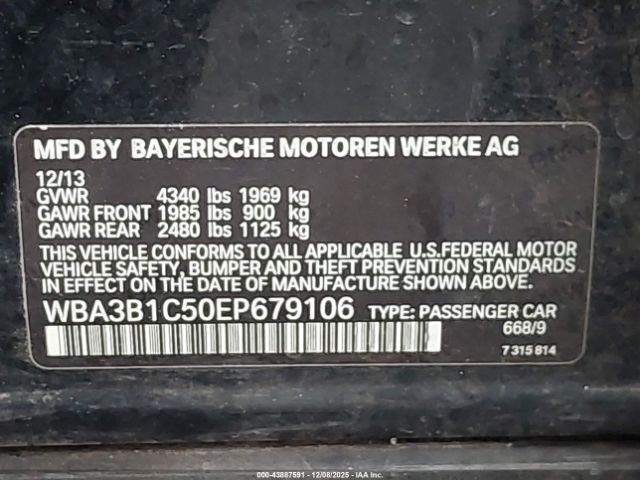 MFD BY BAYERISCHE MOTOREN WERKE AG
12/13
GVWR 4340 lbs 1969 kg
GAWR FRONT 1985 lbs 900 kg
GAWR REAR 2480 lbs 1125 kg
THIS VEHICLE CONFORMS TO ALL APPLICABLE U.S.FEDERAL MOTOR
VEHICLE SAFETY, BUMPER AND THEFT PREVENTION STANDARDS
IN EFFECT ON THE DATE OF MANUFACTURE SHOWN ABOVE.
WBA3B1C50EP679106 TYPE: PASSENGER CAR
668/9
7 315 814
000-43887591 - 12/08/2025 - IAA Inc.